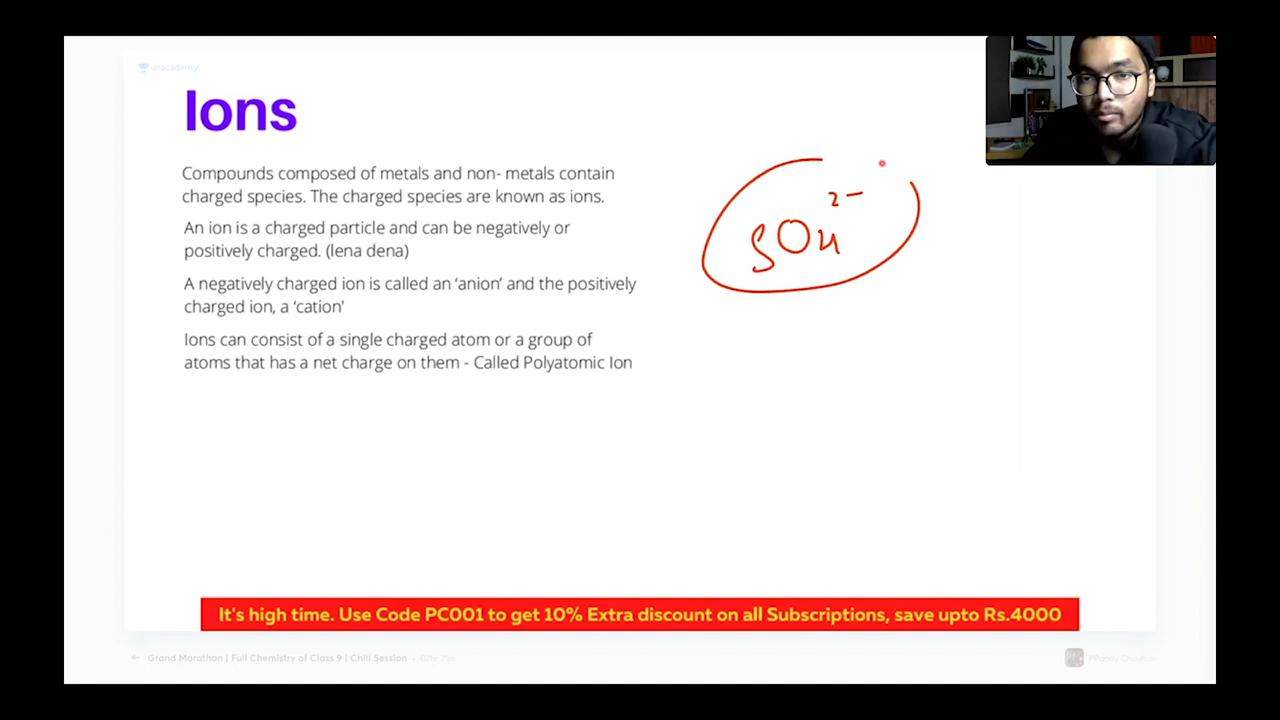 unacademy
Ions
Compounds composed of metals and non- metals contain
charged species. The charged species are known as ions.
An ion is a charged particle and can be negatively or
positively charged. (lena dena)
A negatively charged ion is called an ‘anion’ and the positively
charged ion, a ‘cation'
Ions can consist of a single charged atom or a group of
atoms that has a net charge on them - Called Polyatomic Ion
SO4 2-
It's high time. Use Code PC001 to get 10% Extra discount on all Subscriptions, save upto Rs.4000
← Grand Marathon | Full Chemistry of Class 9 | Chill Session •